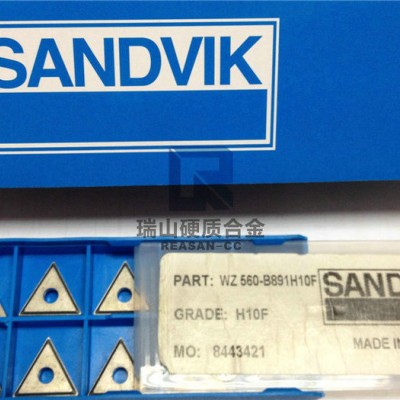 SANDVIK
瑞山硬质合金
REASAN-CC
PART: WZ 560-B891H10F
SANDV
GRADE: H10F
MADE IN
MO: 8443421